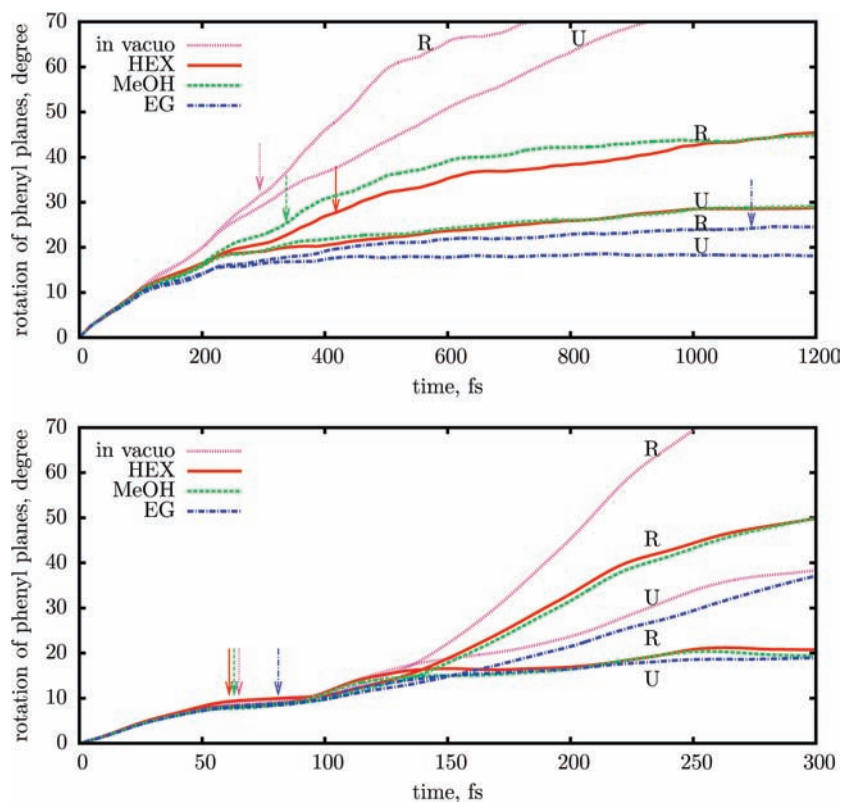 70
60
50
40
30
20
10
0
rotation of phenyl planes, degree
in vacuo
HEX
MeOH
EG
R
U
R
U
R
U
0 200 400 600 800 1000 1200
time, fs
70
60
50
40
30
20
10
0
rotation of phenyl planes, degree
in vacuo
HEX
MeOH
EG
R
R
U
R
U
0 50 100 150 200 250 300
time, fs